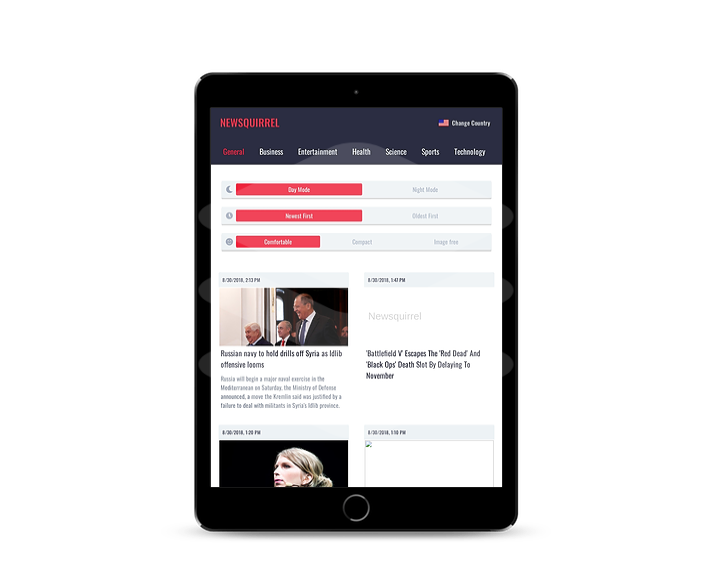 NEWSQUIRREL
Change Country
General Business Entertainment Health Science Sports Technology
Day Mode Night Mode
Newest First Oldest First
Comfortable Compact Image free
8/30/2018, 2:13 PM
Russian navy to hold drills off Syria as Idlib
offensive looms
Russia will begin a major naval exercise in the
Mediterranean on Saturday, the Ministry of Defense
announced, a move the Kremlin said was justified by a
failure to deal with militants in Syria's Idlib province.
8/30/2018, 1:47 PM
Newsquirrel
'Battlefield V' Escapes The 'Red Dead' And
'Black Ops' Death Slot By Delaying To
November
8/30/2018, 1:20 PM
8/30/2018, 1:10 PM